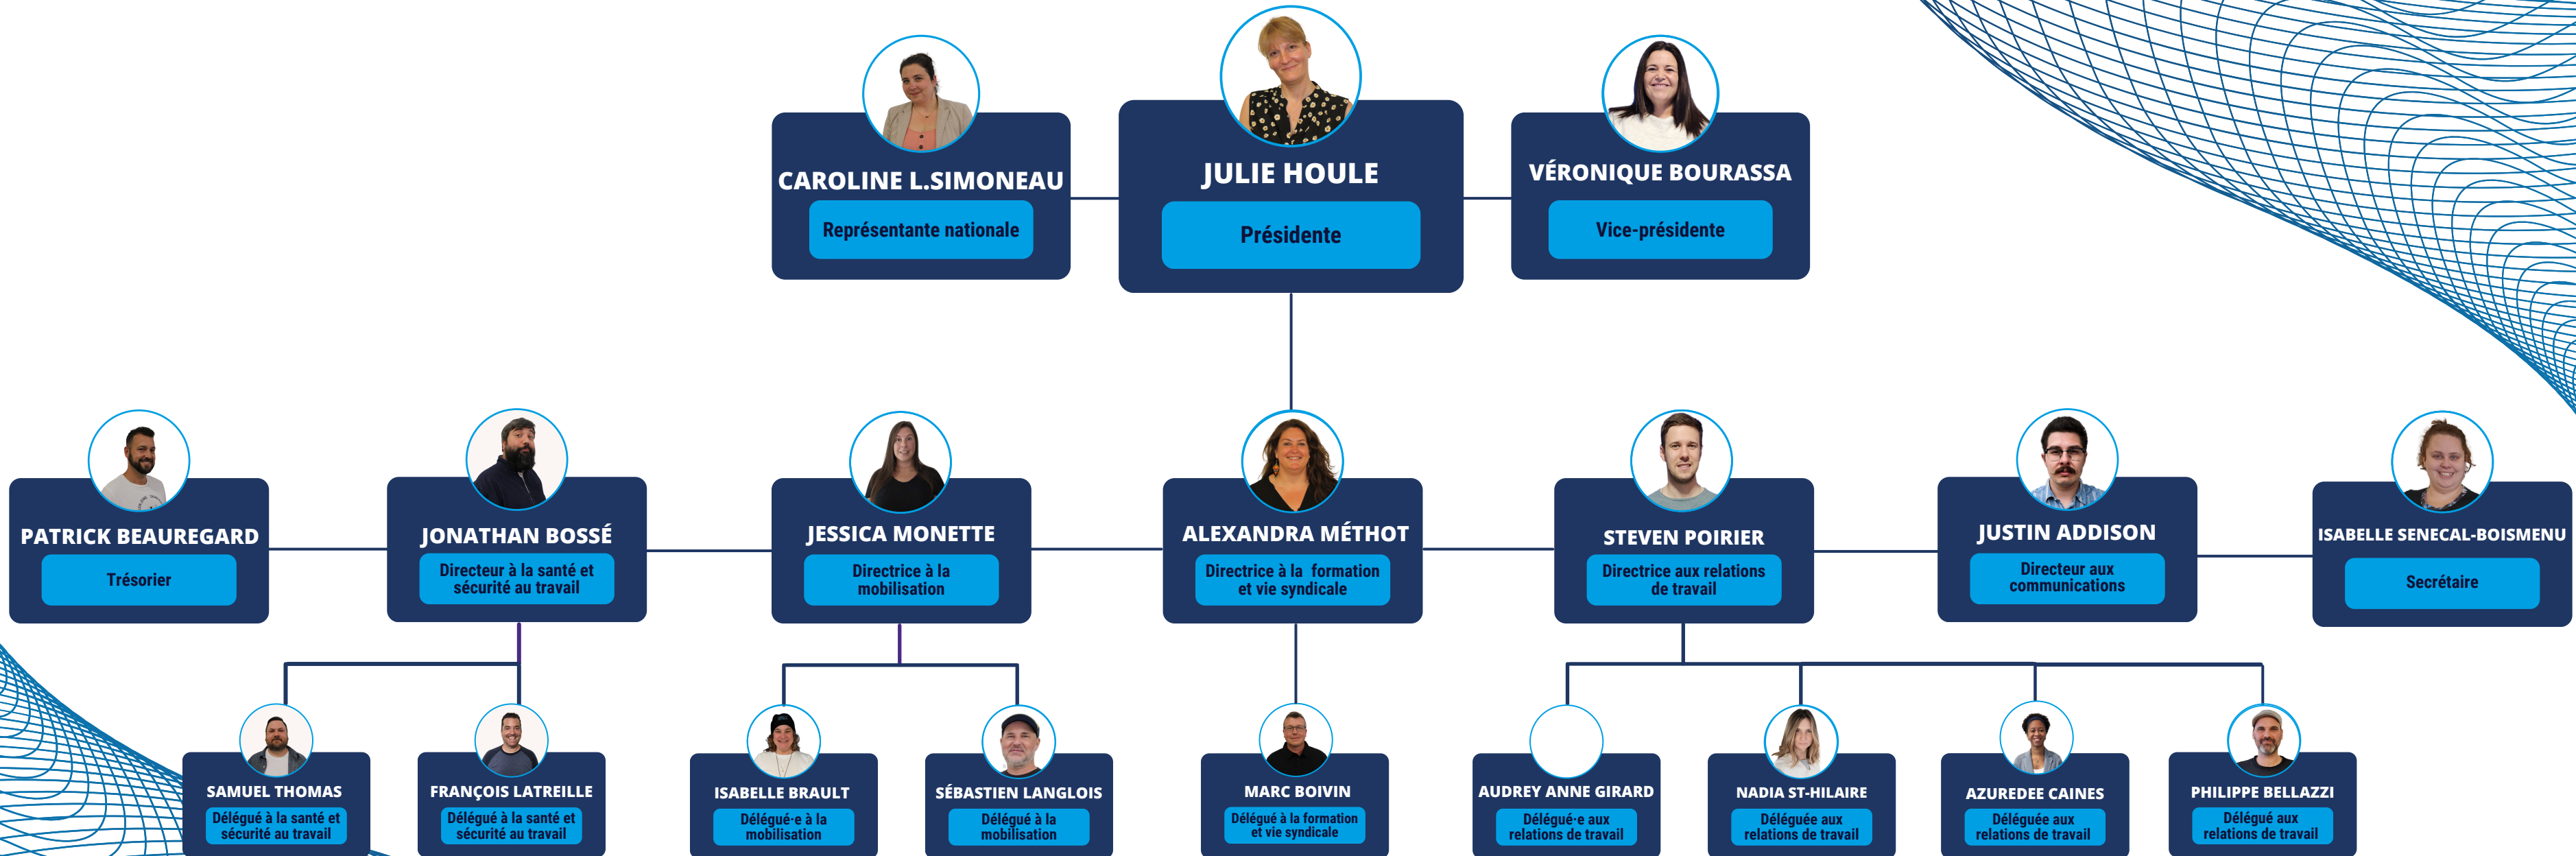 CAROLINE L.SIMONEAU
Représentante nationale
JULIE HOULE
Présidente
VÉRONIQUE BOURASSA
Vice-présidente
PATRICK BEAUREGARD
Trésorier
JONATHAN BOSSÉ
Directeur à la santé et
sécurité au travail
JESSICA MONETTE
Directrice à la
mobilisation
ALEXANDRA MÉTHOT
Directrice à la formation
et vie syndicale
STEVEN POIRIER
Directrice aux relations
de travail
JUSTIN ADDISON
Directeur aux
communications
ISABELLE SENECAL-BOISMENU
Secrétaire
SAMUEL THOMAS
Délégué à la santé et
sécurité au travail
FRANÇOIS LATREILLE
Délégué à la santé et
sécurité au travail
ISABELLE BRAULT
Délégué·e à la
mobilisation
SÉBASTIEN LANGLOIS
Délégué à la
mobilisation
MARC BOIVIN
Délégué à la formation
et vie syndicale
AUDREY ANNE GIRARD
Délégué·e aux
relations de travail
NADIA ST-HILAIRE
Déléguée aux
relations de travail
AZUREDEE CAINES
Déléguée aux
relations de travail
PHILIPPE BELLAZZI
Délégué aux
relations de travail